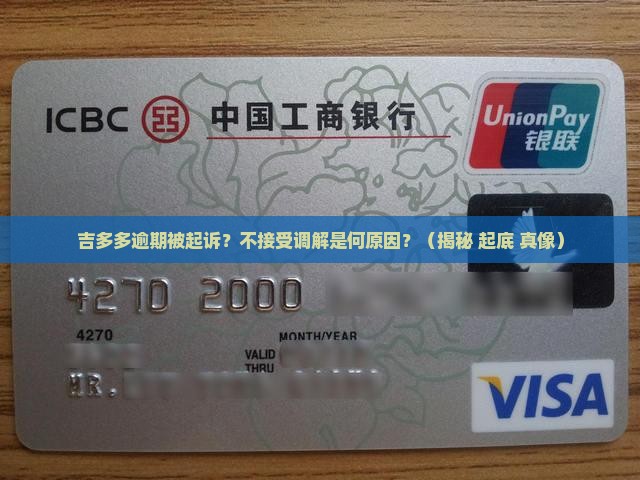 ICBC 中国工商银行
UnionPay
银联
吉多多逾期被起诉？不接受调解是何原因？（揭秘 起底 真像）
4270 2000
4270
MONTH/YEAR
VALID
THRU
MR.
VISA